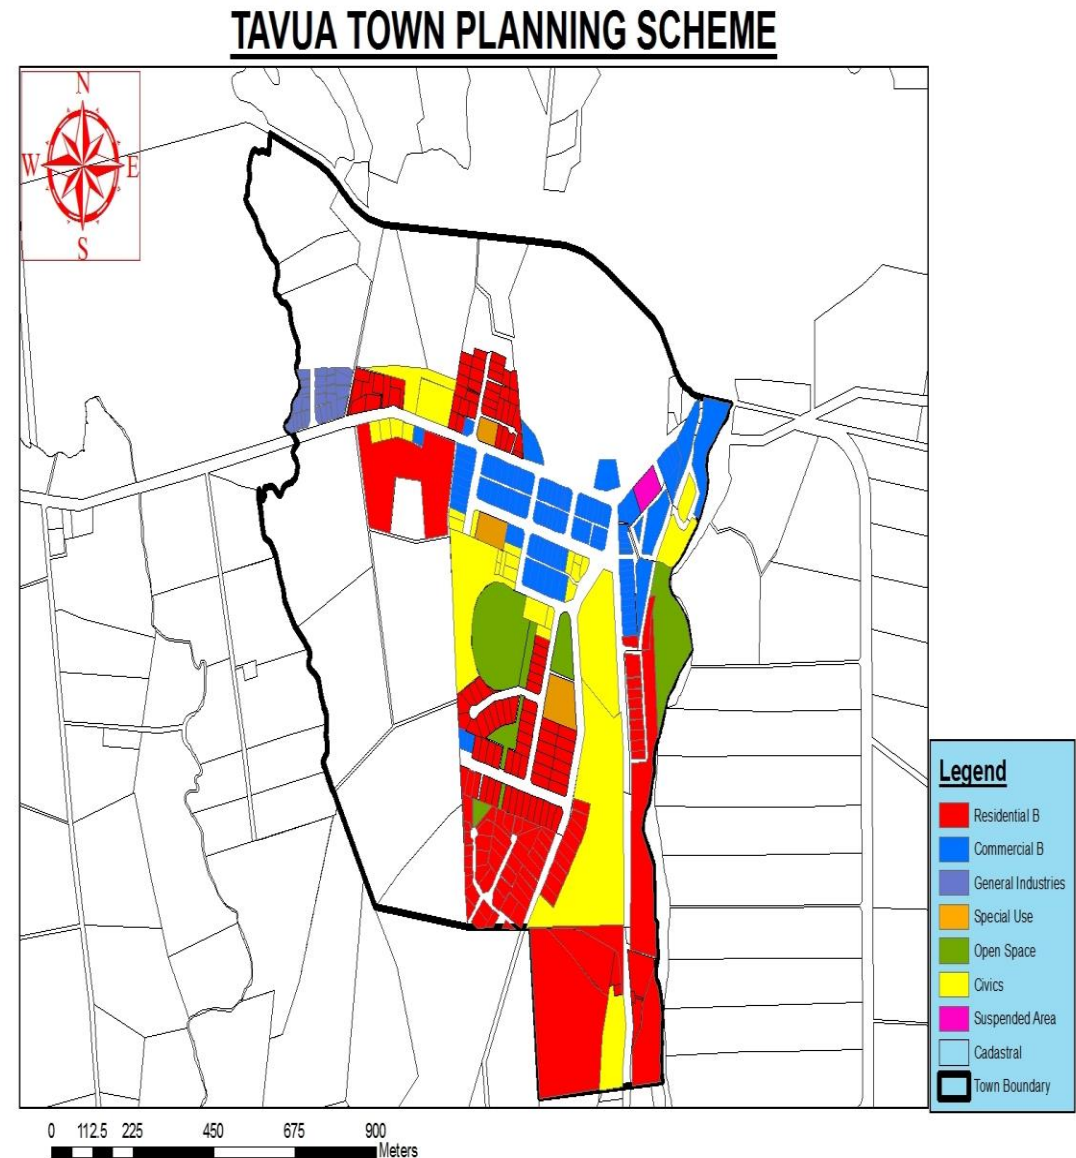 TAVUA TOWN PLANNING SCHEME
N
W E
S
Legend
Residential B
Commercial B
General Industries
Special Use
Open Space
Civics
Suspended Area
Cadastral
Town Boundary
0 112.5 225 450 675 900
Meters